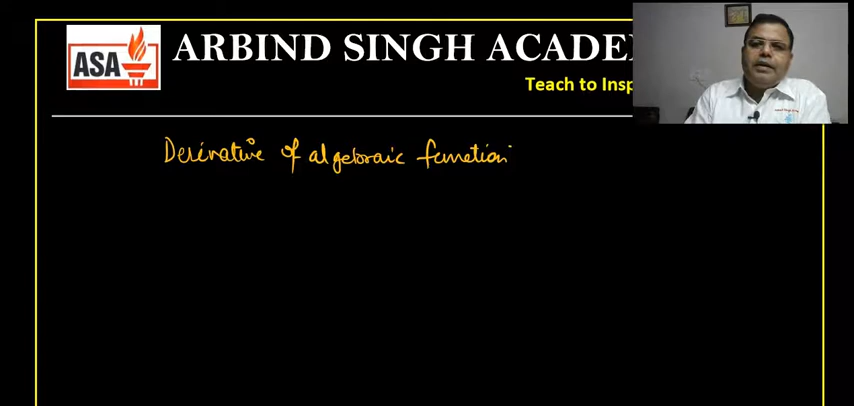 ASA
ARBIND SINGH ACADE
Teach to Insp
Derivative of algebraic function